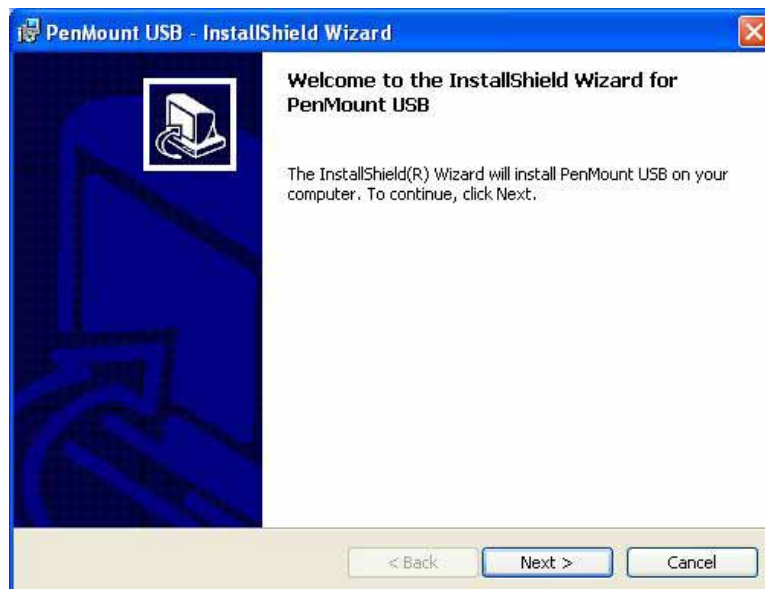 PenMount USB - InstallShield Wizard
Welcome to the InstallShield Wizard for
PenMount USB
The InstallShield(R) Wizard will install PenMount USB on your
computer. To continue, click Next.
< Back
Next >
Cancel